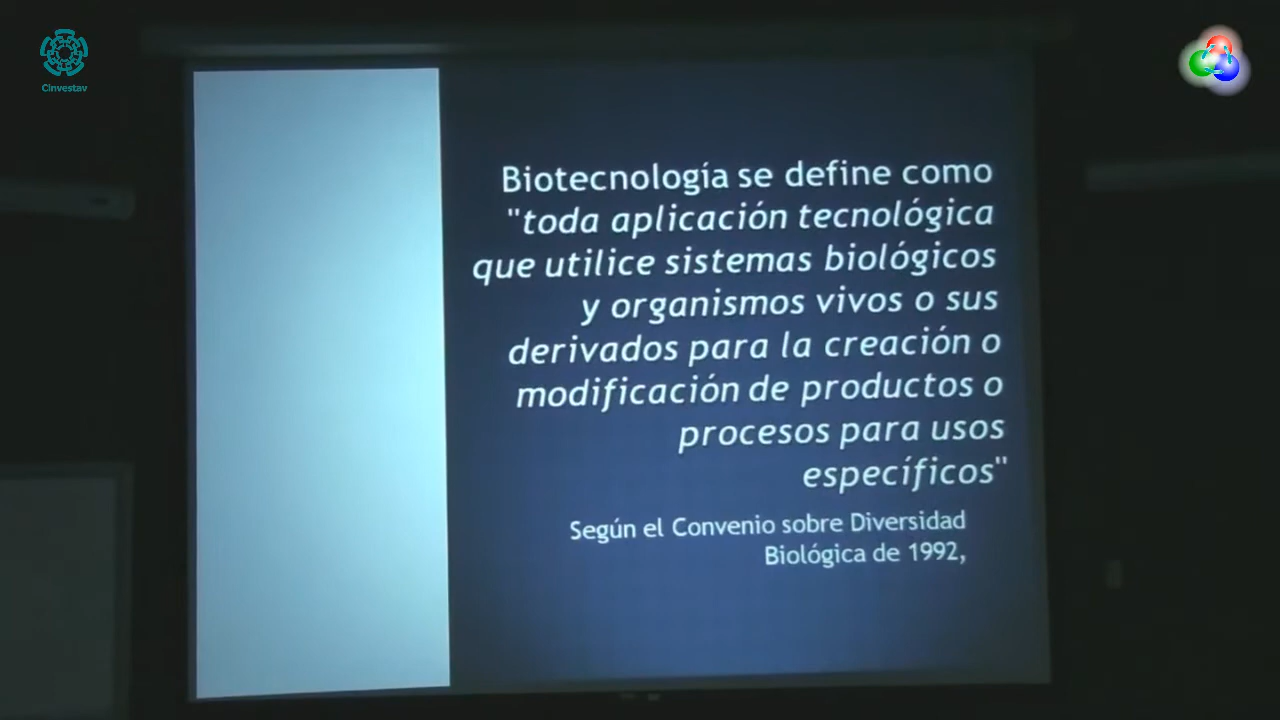 Cinvestav
Biotecnología se define como
"toda aplicación tecnológica
que utilice sistemas biológicos
y organismos vivos o sus
derivados para la creación o
modificación de productos o
procesos para usos
específicos"
Según el Convenio sobre Diversidad
Biológica de 1992,